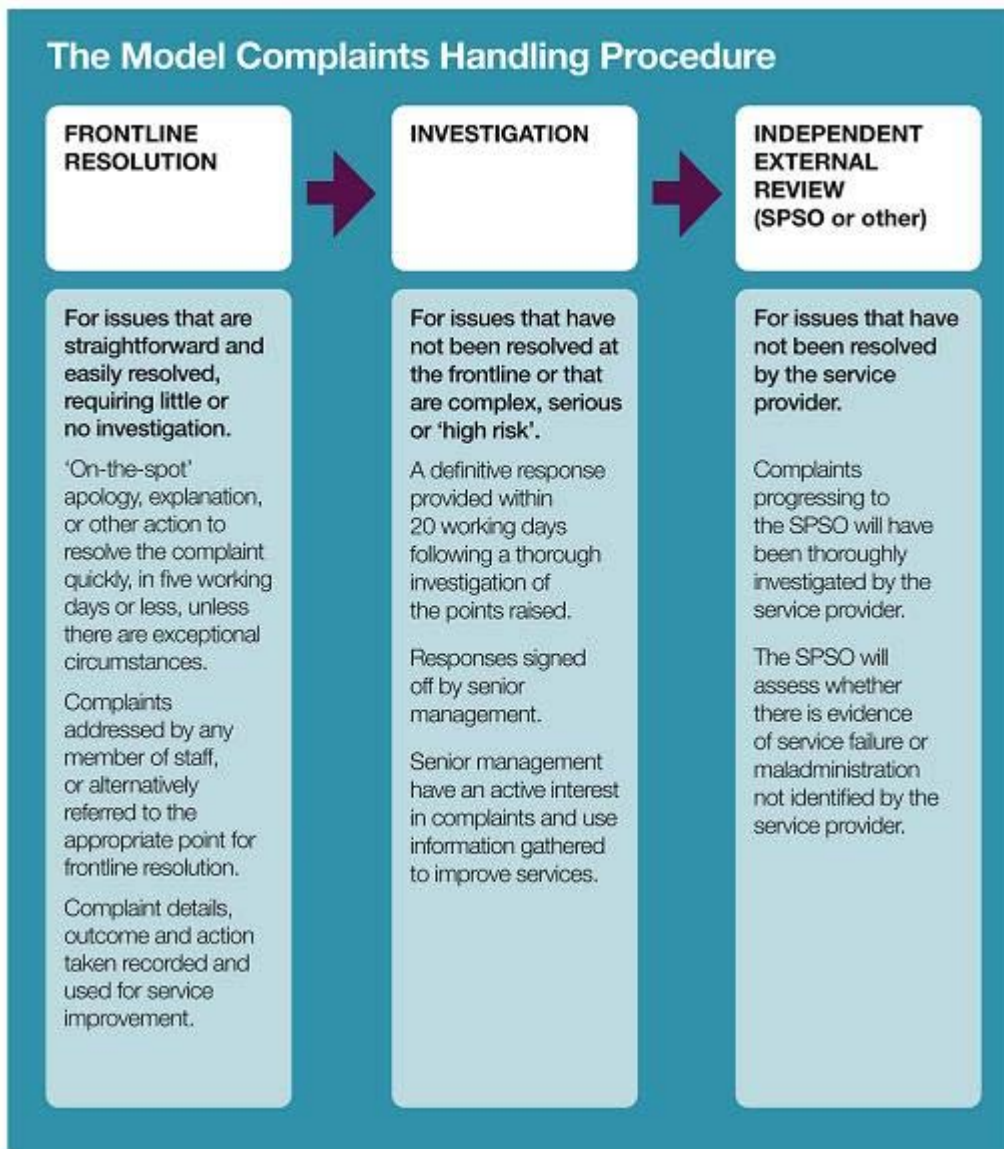 The Model Complaints Handling Procedure
FRONTLINE
RESOLUTION
INVESTIGATION
INDEPENDENT
EXTERNAL
REVIEW
(SPSO or other)
For issues that are
straightforward and
easily resolved,
requiring little or
no investigation.
‘On-the-spot’
apology, explanation,
or other action to
resolve the complaint
quickly, in five working
days or less, unless
there are exceptional
circumstances.
Complaints
addressed by any
member of staff,
or alternatively
referred to the
appropriate point for
frontline resolution.
Complaint details,
outcome and action
taken recorded and
used for service
improvement.
For issues that have
not been resolved at
the frontline or that
are complex, serious
or ‘high risk’.
A definitive response
provided within
20 working days
following a thorough
investigation of
the points raised.
Responses signed
off by senior
management.
Senior management
have an active interest
in complaints and use
information gathered
to improve services.
For issues that have
not been resolved
by the service
provider.
Complaints
progressing to
the SPSO will have
been thoroughly
investigated by the
service provider.
The SPSO will
assess whether
there is evidence
of service failure or
maladministration
not identified by the
service provider.